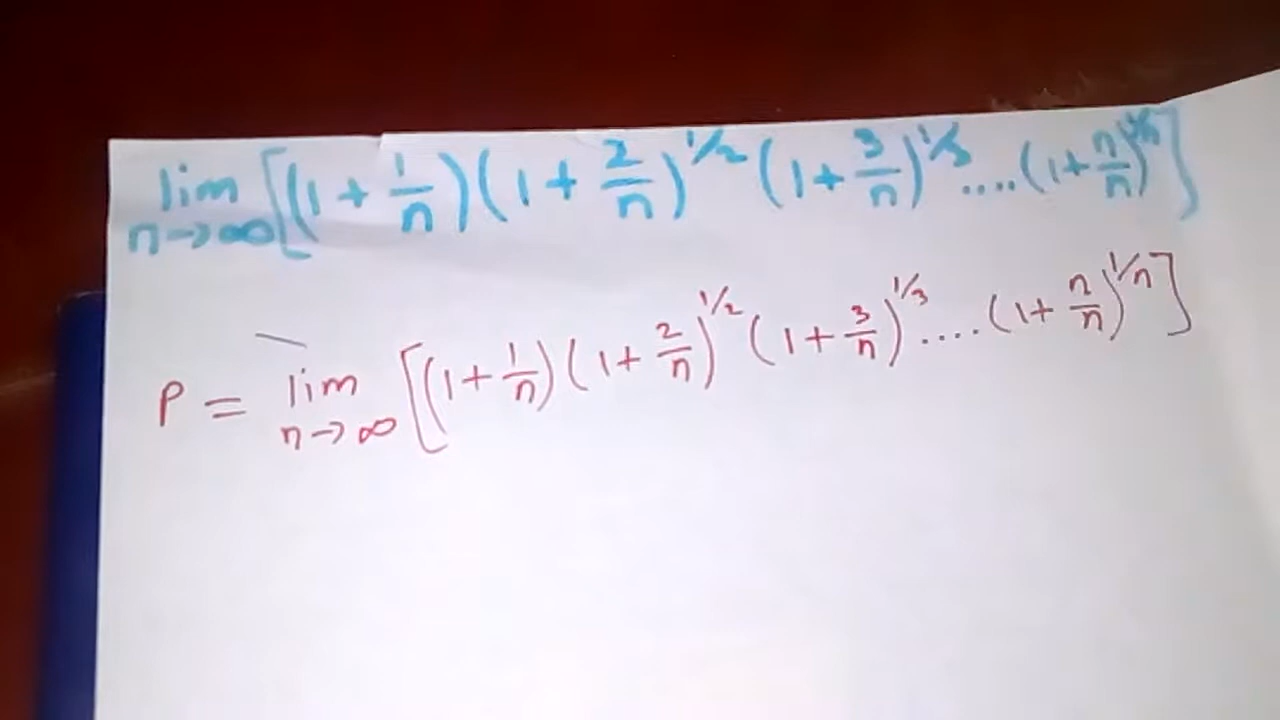 lim n→∞ [(1 + 1/n)(1 + 2/n)^1/2 (1 + 3/n)^1/3 .... (1 + n/n)^1/n]
P = lim n→∞ [(1 + 1/n)(1 + 2/n)^1/2 (1 + 3/n)^1/3 .... (1 + n/n)^1/n]